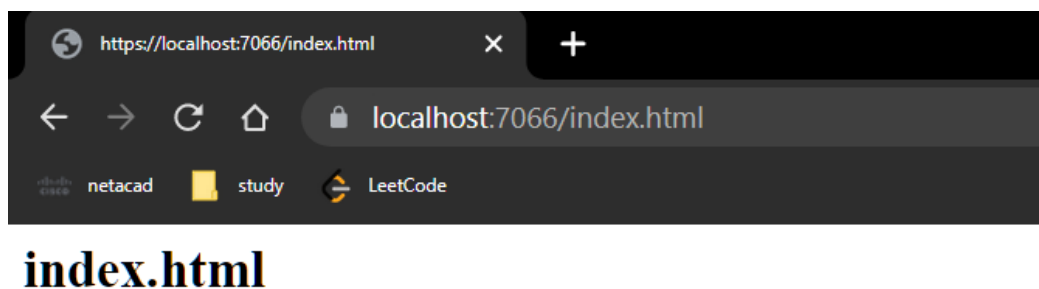 https://localhost:7066/index.html
localhost:7066/index.html
netacad study LeetCode
index.html